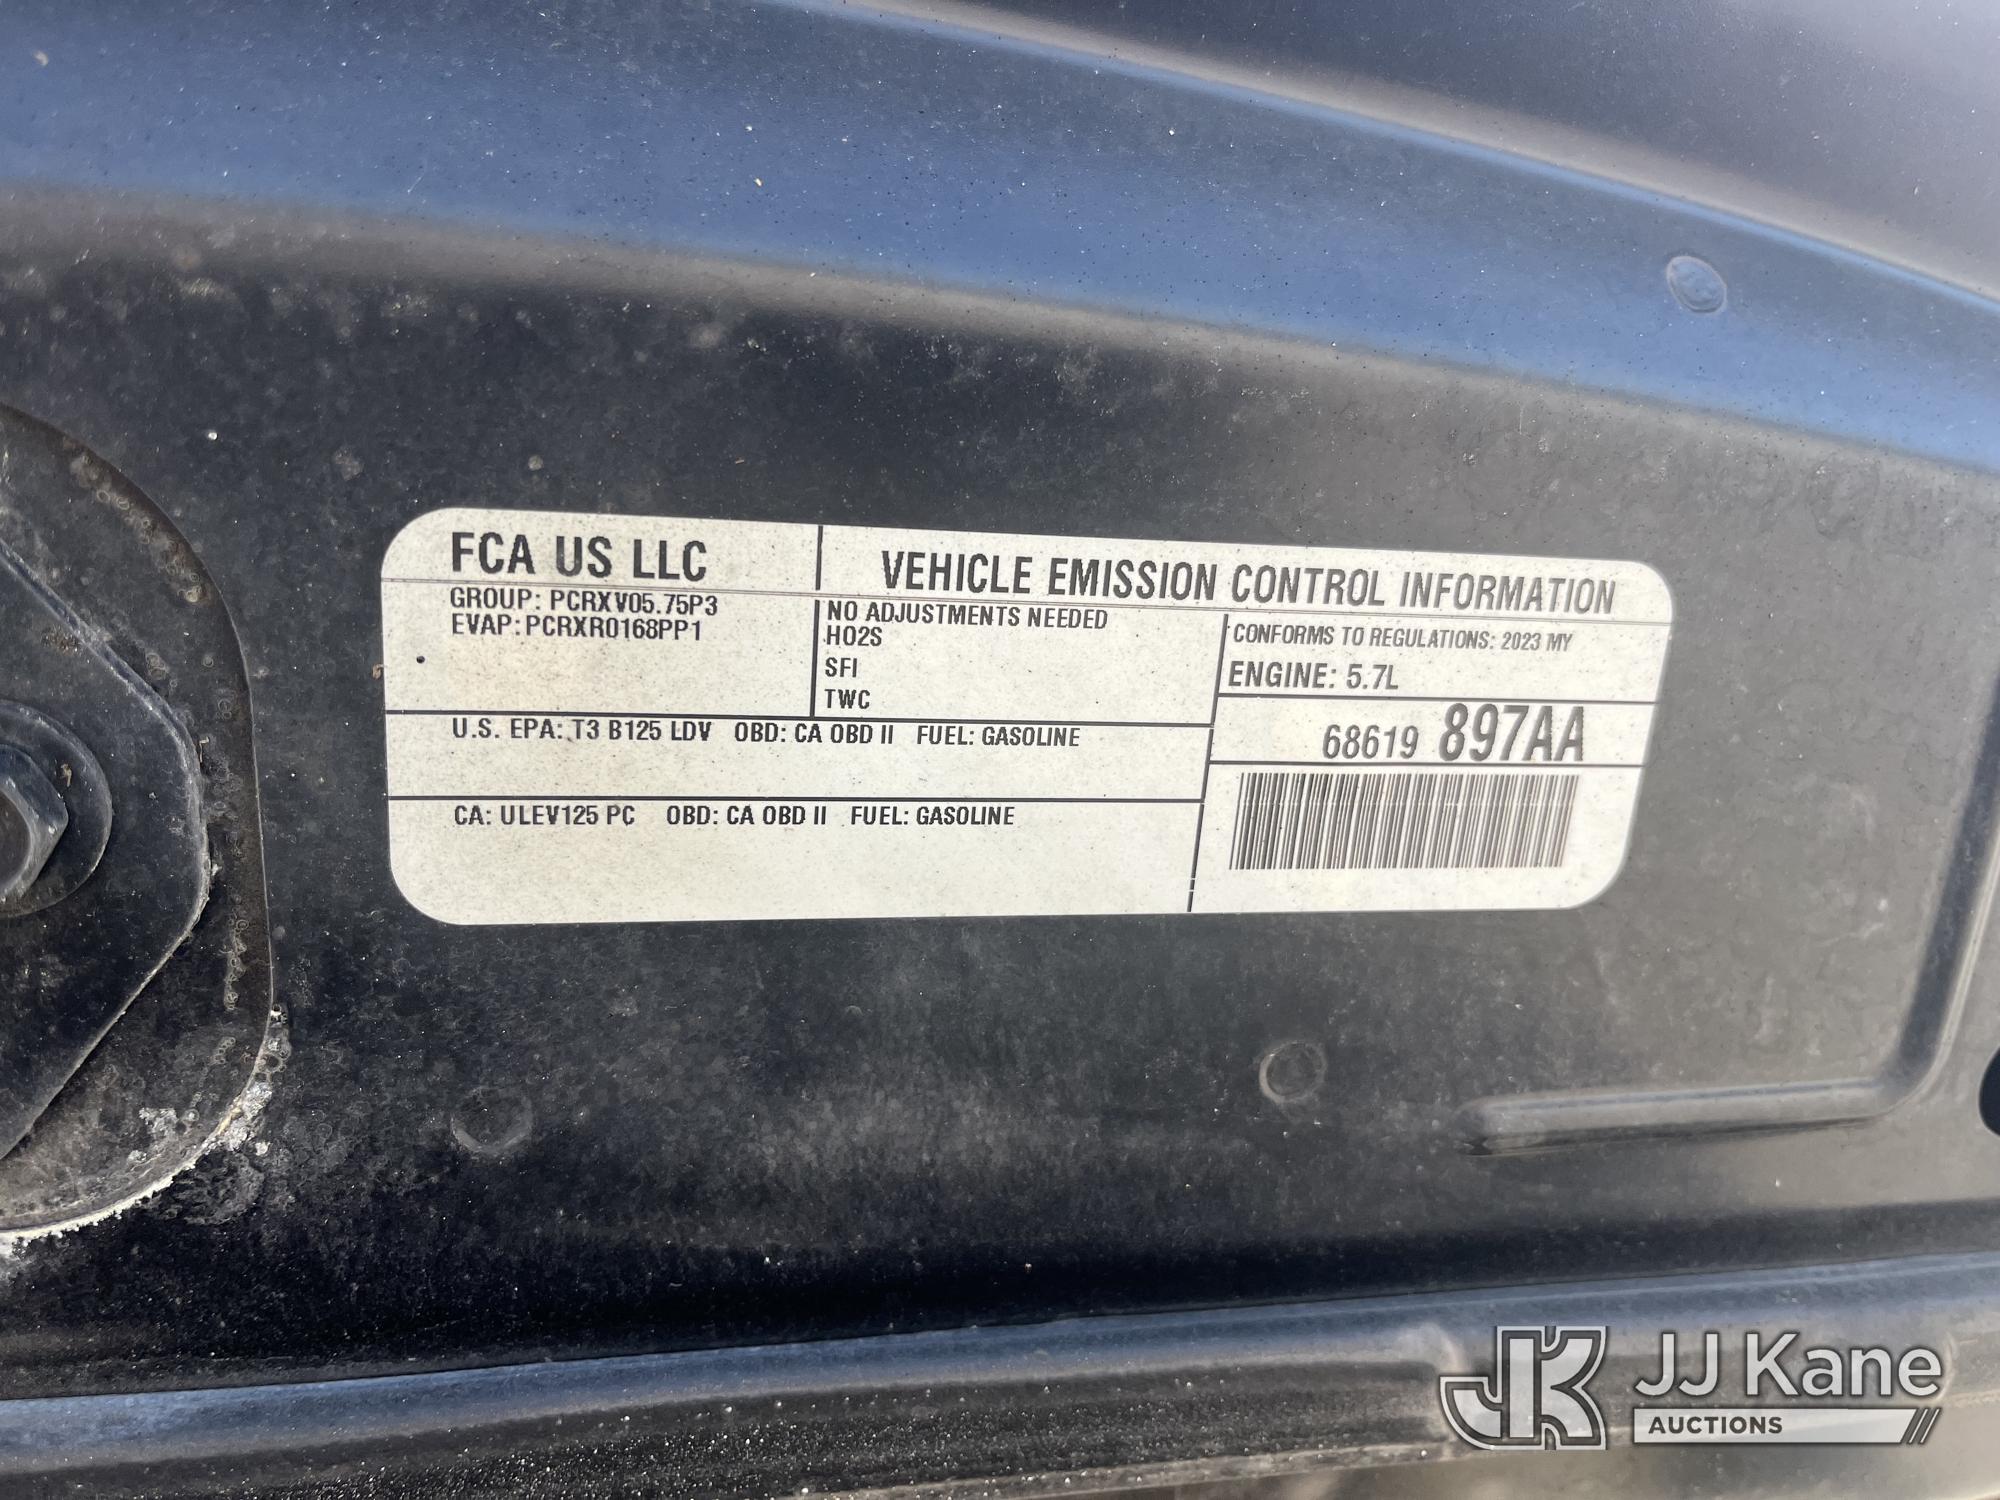 FCA US LLC
VEHICLE EMISSION CONTROL INFORMATION
GROUP: PCRXV05.75P3
EVAP: PCRXR0168PP1
NO ADJUSTMENTS NEEDED
HO2S
SFI
TWC
CONFORMS TO REGULATIONS: 2023 MY
ENGINE: 5.7L
68619 897AA
U.S. EPA: T3 B125 LDV OBD: CA OBD II FUEL: GASOLINE
CA: ULEV125 PC OBD: CA OBD II FUEL: GASOLINE
JK JJ Kane
AUCTIONS